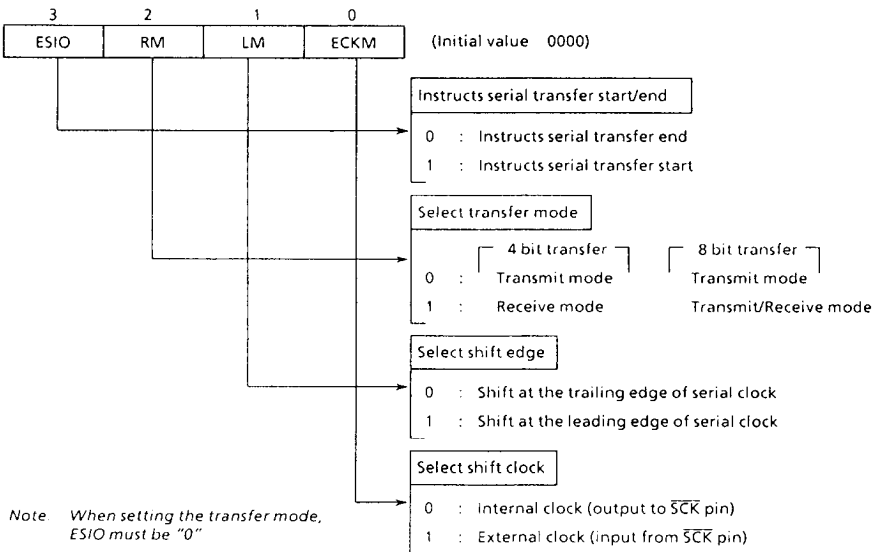 3 2 1 0
ESIO RM LM ECKM (Initial value 0000)
Instructs serial transfer start/end
0 : Instructs serial transfer end
1 : Instructs serial transfer start
Select transfer mode
4 bit transfer 8 bit transfer
0 : Transmit mode Transmit mode
1 : Receive mode Transmit/Receive mode
Select shift edge
0 : Shift at the trailing edge of serial clock
1 : Shift at the leading edge of serial clock
Select shift clock
0 : Internal clock (output to S̅C̅K̅ pin)
1 : External clock (input from S̅C̅K̅ pin)
Note. When setting the transfer mode,
ESIO must be "0"